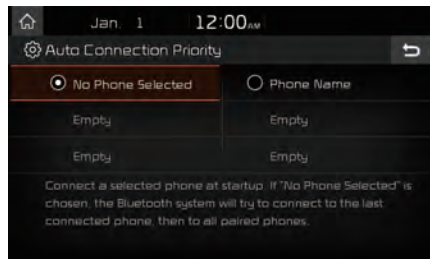 Jan. 1 12:00AM
Auto Connection Priority
No Phone Selected Phone Name
Empty Empty
Empty Empty
Connect a selected phone at startup. If "No Phone Selected" is
chosen, the Bluetooth system will try to connect to the last
connected phone, then to all paired phones.